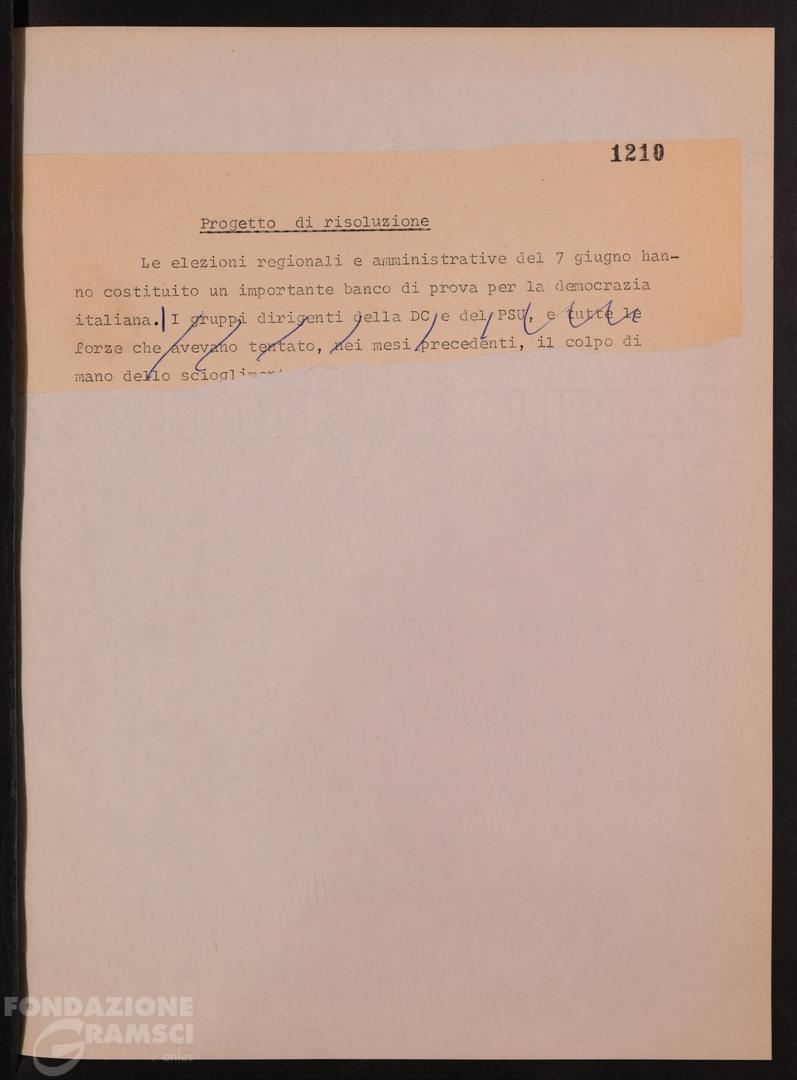 1210
Progetto di risoluzione
Le elezioni regionali e amministrative del 7 giugno han-
no costituito un importante banco di prova per la democrazia
italiana. I gruppi dirigenti della DC e del PSU, e tutte le
forze che avevano tentato, nei mesi precedenti, il colpo di
mano dello
FONDAZIONE
GRAMSCI
onlus